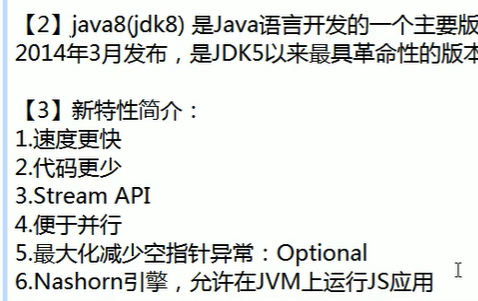 【2】java8(jdk8) 是Java语言开发的一个主要版
2014年3月发布，是JDK5以来最具革命性的版本
【3】新特性简介：
1.速度更快
2.代码更少
3.Stream API
4.便于并行
5.最大化减少空指针异常：Optional
6.Nashorn引擎，允许在JVM上运行JS应用